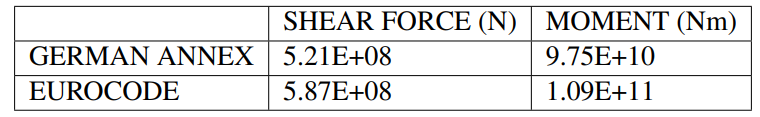 SHEAR FORCE (N) MOMENT (Nm)
GERMAN ANNEX 5.21E+08 9.75E+10
EUROCODE 5.87E+08 1.09E+11